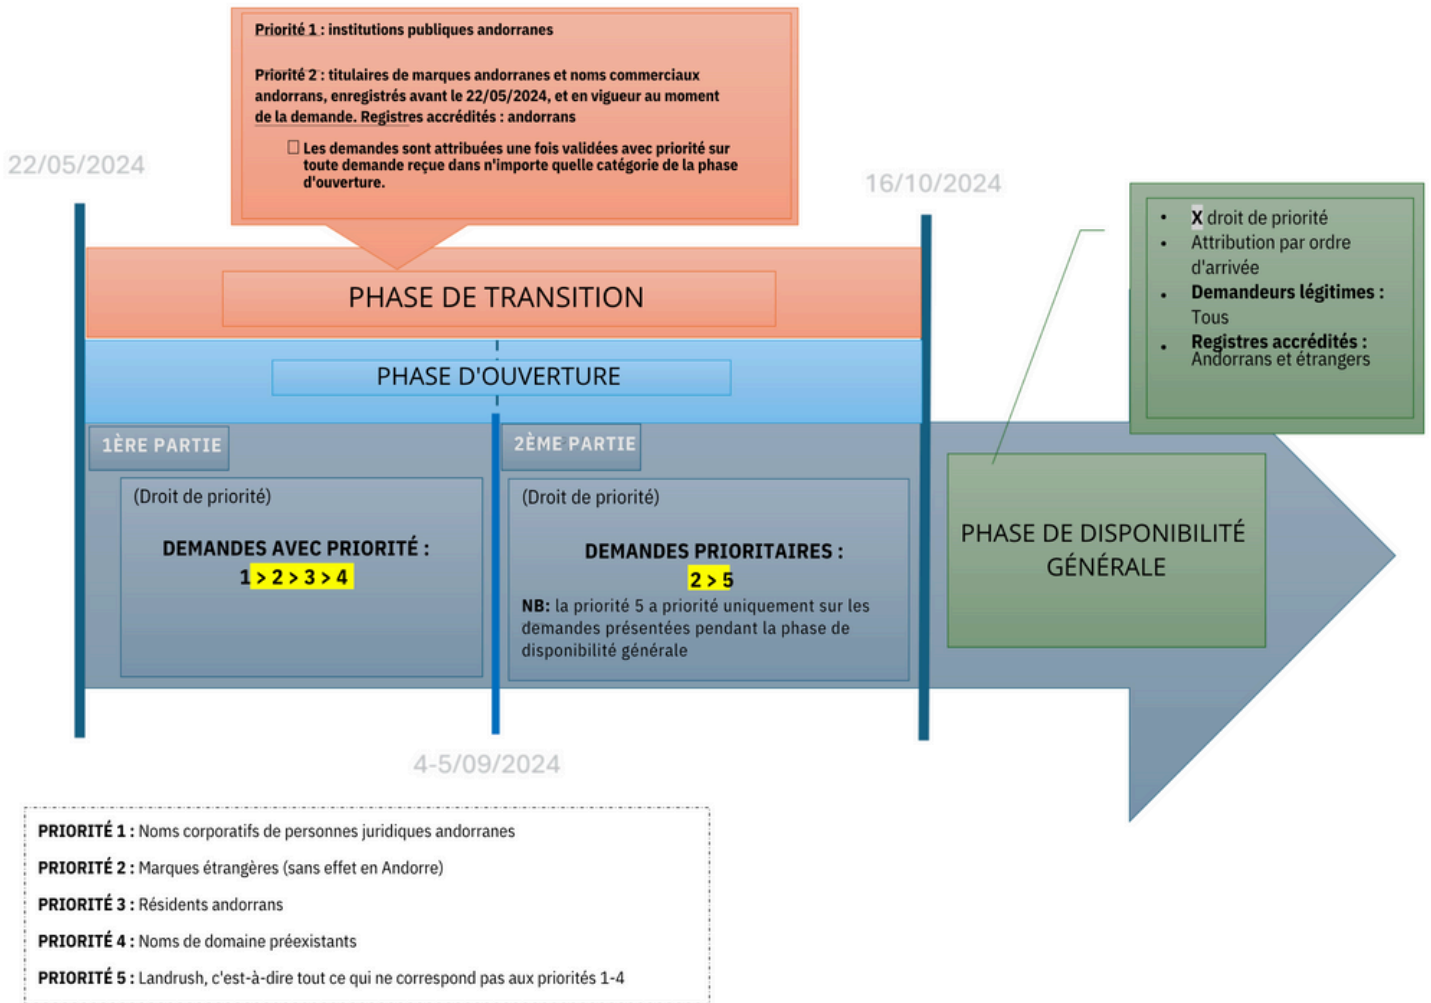 Priorité 1 : institutions publiques andorranes
Priorité 2 : titulaires de marques andorranes et noms commerciaux
andorrans, enregistrés avant le 22/05/2024, et en vigueur au moment
de la demande. Registres accrédités : andorrans
☐ Les demandes sont attribuées une fois validées avec priorité sur
toute demande reçue dans n'importe quelle catégorie de la phase
d'ouverture.
22/05/2024
16/10/2024
• X droit de priorité
• Attribution par ordre
d'arrivée
• Demandeurs légitimes :
Tous
• Registres accrédités :
Andorrans et étrangers
PHASE DE TRANSITION
PHASE D'OUVERTURE
1ÈRE PARTIE
(Droit de priorité)
DEMANDES AVEC PRIORITÉ :
1 > 2 > 3 > 4
2ÈME PARTIE
(Droit de priorité)
DEMANDES PRIORITAIRES :
2 > 5
NB: la priorité 5 a priorité uniquement sur les
demandes présentées pendant la phase de
disponibilité générale
PHASE DE DISPONIBILITÉ
GÉNÉRALE
4-5/09/2024
PRIORITÉ 1 : Noms corporatifs de personnes juridiques andorranes
PRIORITÉ 2 : Marques étrangères (sans effet en Andorre)
PRIORITÉ 3 : Résidents andorrans
PRIORITÉ 4 : Noms de domaine préexistants
PRIORITÉ 5 : Landrush, c'est-à-dire tout ce qui ne correspond pas aux priorités 1-4